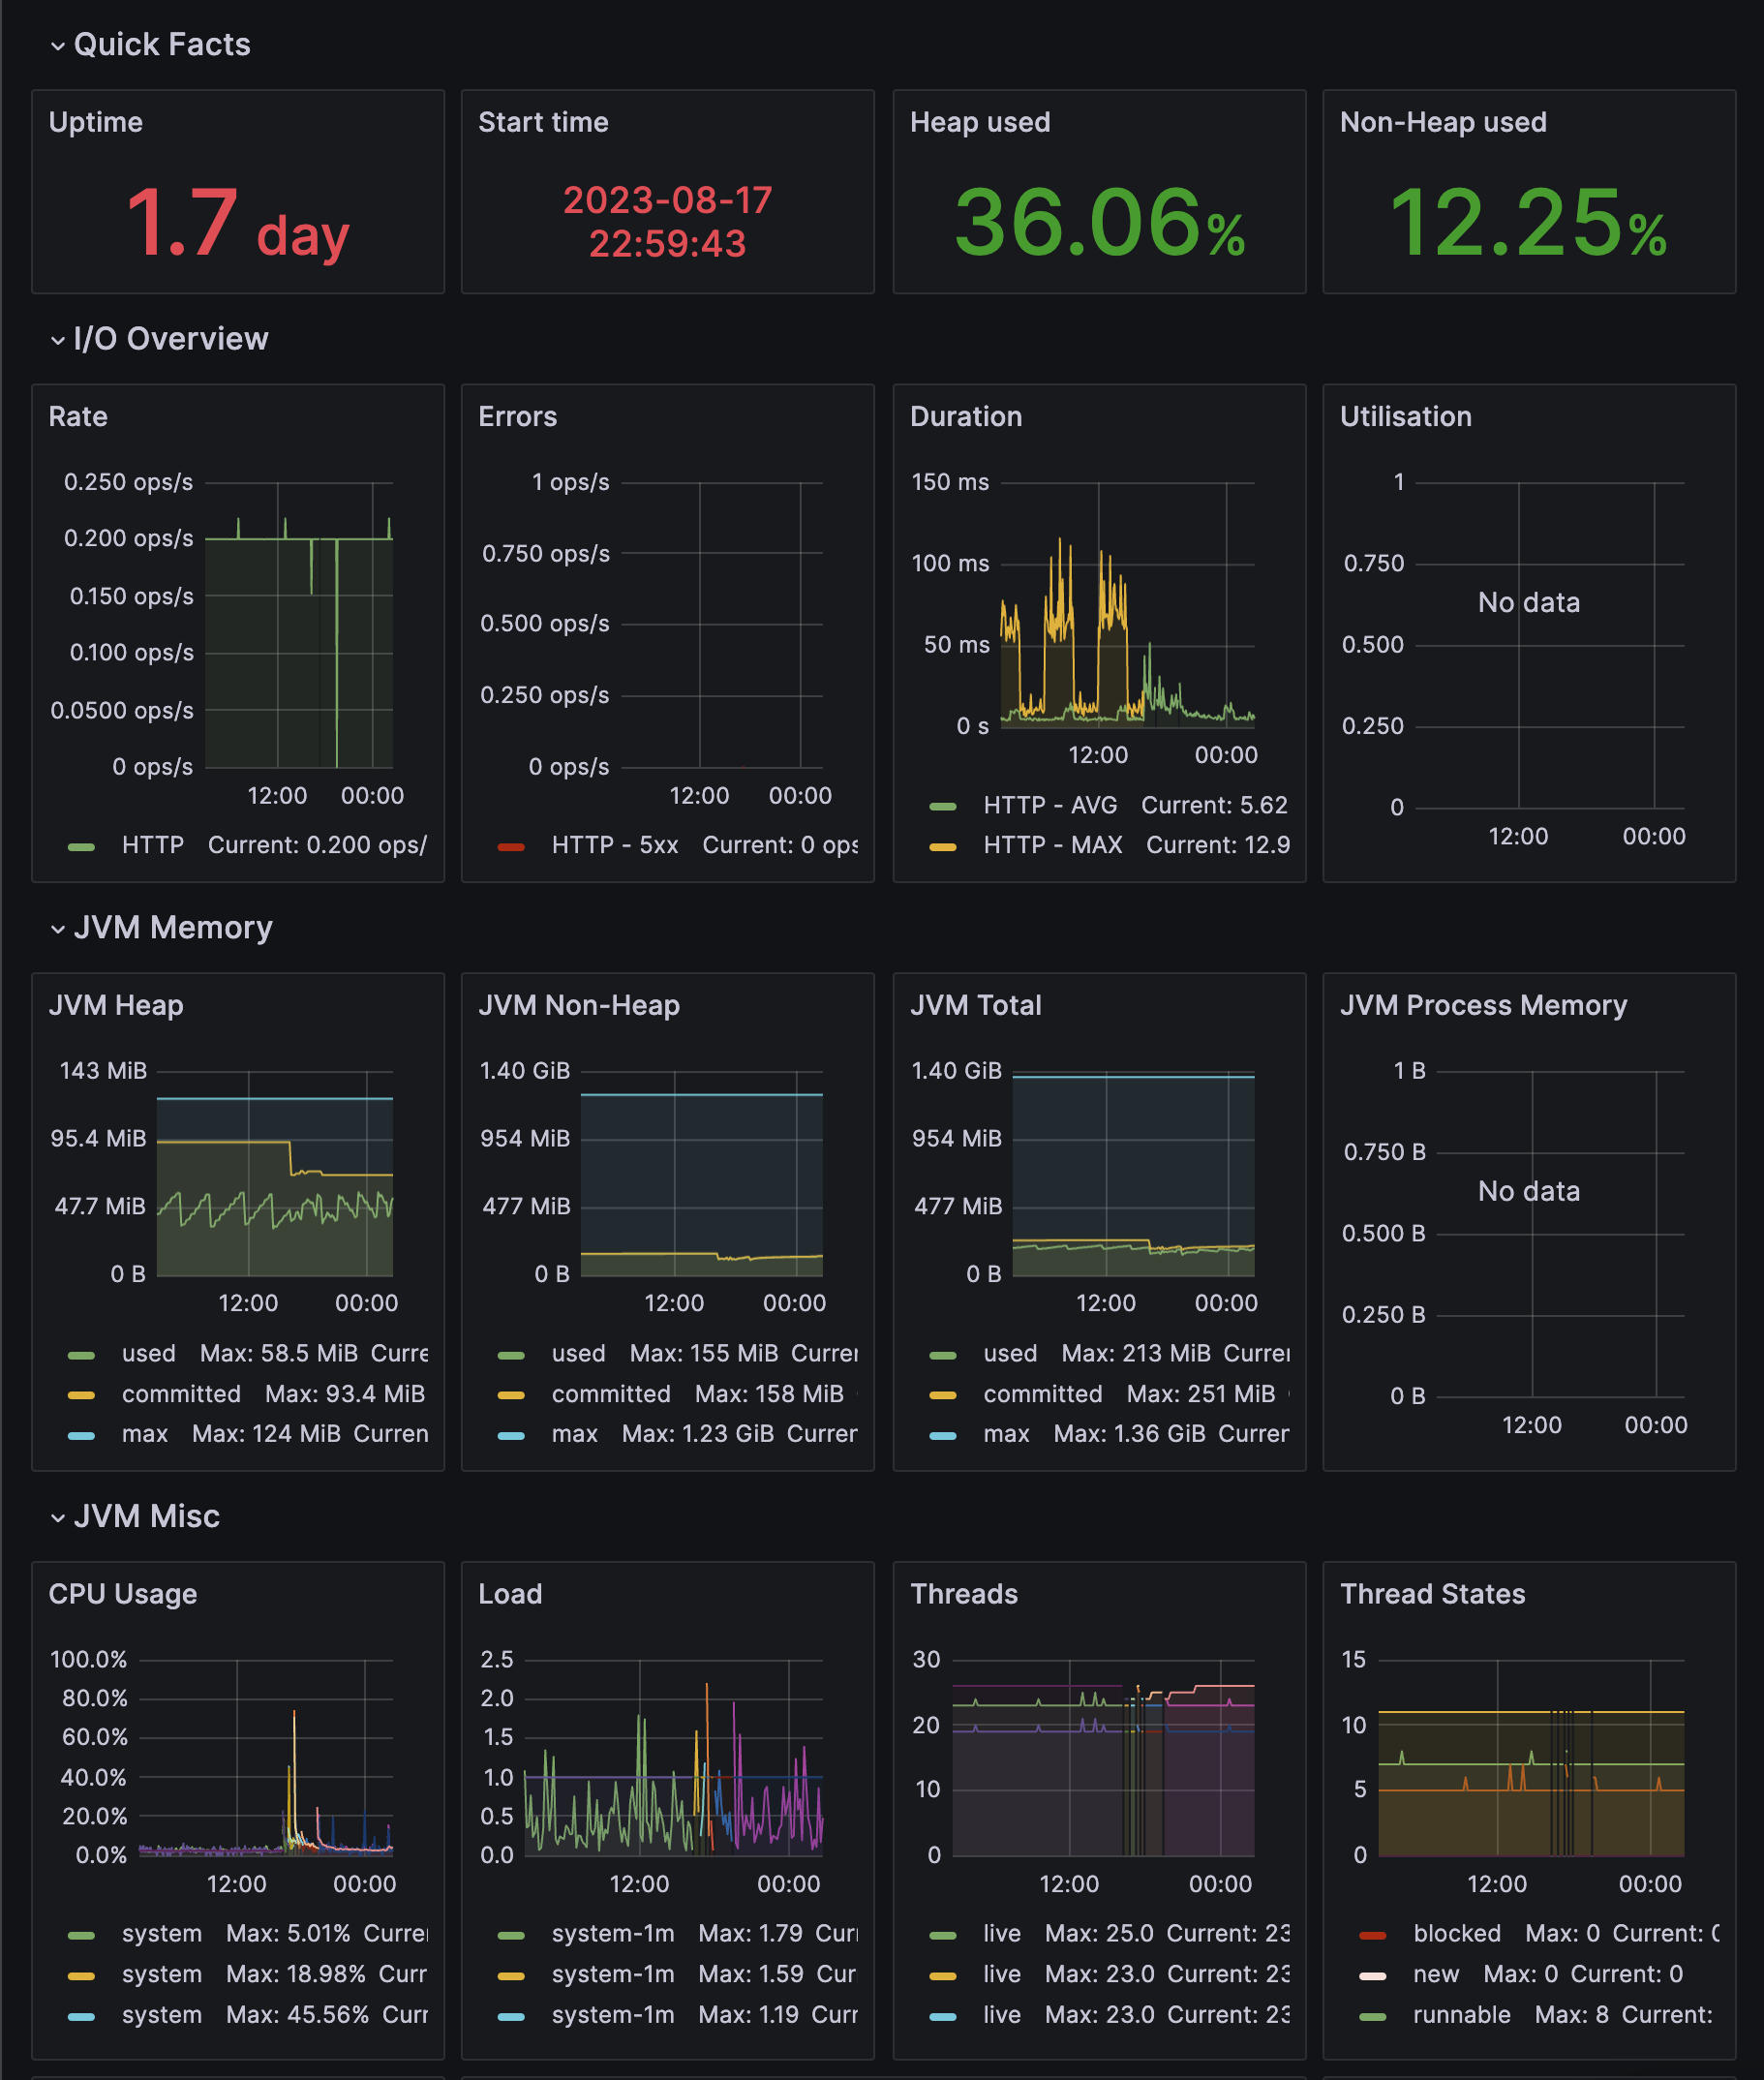 Quick Facts
Uptime
Start time
Heap used
Non-Heap used
1.7 day
2023-08-17
22:59:43
36.06%
12.25%
I/O Overview
Rate
0.250 ops/s
0.200 ops/s
0.150 ops/s
0.100 ops/s
0.0500 ops/s
0 ops/s
12:00 00:00
HTTP Current: 0.200 ops/
Errors
1 ops/s
0.750 ops/s
0.500 ops/s
0.250 ops/s
0 ops/s
12:00 00:00
HTTP - 5xx Current: 0 ops
Duration
150 ms
100 ms
50 ms
0 s
12:00 00:00
HTTP - AVG Current: 5.62
HTTP - MAX Current: 12.9
Utilisation
1
0.750
No data
0.500
0.250
0
12:00 00:00
JVM Memory
JVM Heap
143 MiB
95.4 MiB
47.7 MiB
0 B
12:00 00:00
used Max: 58.5 MiB Curre
committed Max: 93.4 MiB
max Max: 124 MiB Curren
JVM Non-Heap
1.40 GiB
954 MiB
477 MiB
0 B
12:00 00:00
used Max: 155 MiB Curren
committed Max: 158 MiB
max Max: 1.23 GiB Curren
JVM Total
1.40 GiB
954 MiB
477 MiB
0 B
12:00 00:00
used Max: 213 MiB Curren
committed Max: 251 MiB
max Max: 1.36 GiB Curren
JVM Process Memory
1 B
0.750 B
No data
0.500 B
0.250 B
0 B
12:00 00:00
JVM Misc
CPU Usage
100.0%
80.0%
60.0%
40.0%
20.0%
0.0%
12:00 00:00
system Max: 5.01% Curre
system Max: 18.98% Curr
system Max: 45.56% Curr
Load
2.5
2.0
1.5
1.0
0.5
0.0
12:00 00:00
system-1m Max: 1.79 Curr
system-1m Max: 1.59 Cur
system-1m Max: 1.19 Curr
Threads
30
20
10
0
12:00 00:00
live Max: 25.0 Current: 23
live Max: 23.0 Current: 23
live Max: 23.0 Current: 23
Thread States
15
10
5
0
12:00 00:00
blocked Max: 0 Current: 0
new Max: 0 Current: 0
runnable Max: 8 Current: